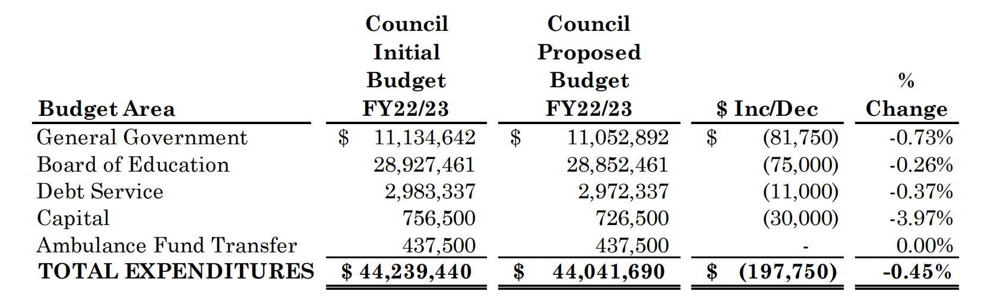 Council Council
Initial Proposed
Budget Budget %
Budget Area FY22/23 FY22/23 $ Inc/Dec Change
General Government $ 11,134,642 $ 11,052,892 $ (81,750) -0.73%
Board of Education 28,927,461 28,852,461 (75,000) -0.26%
Debt Service 2,983,337 2,972,337 (11,000) -0.37%
Capital 756,500 726,500 (30,000) -3.97%
Ambulance Fund Transfer 437,500 437,500 - 0.00%
TOTAL EXPENDITURES $ 44,239,440 $ 44,041,690 $ (197,750) -0.45%